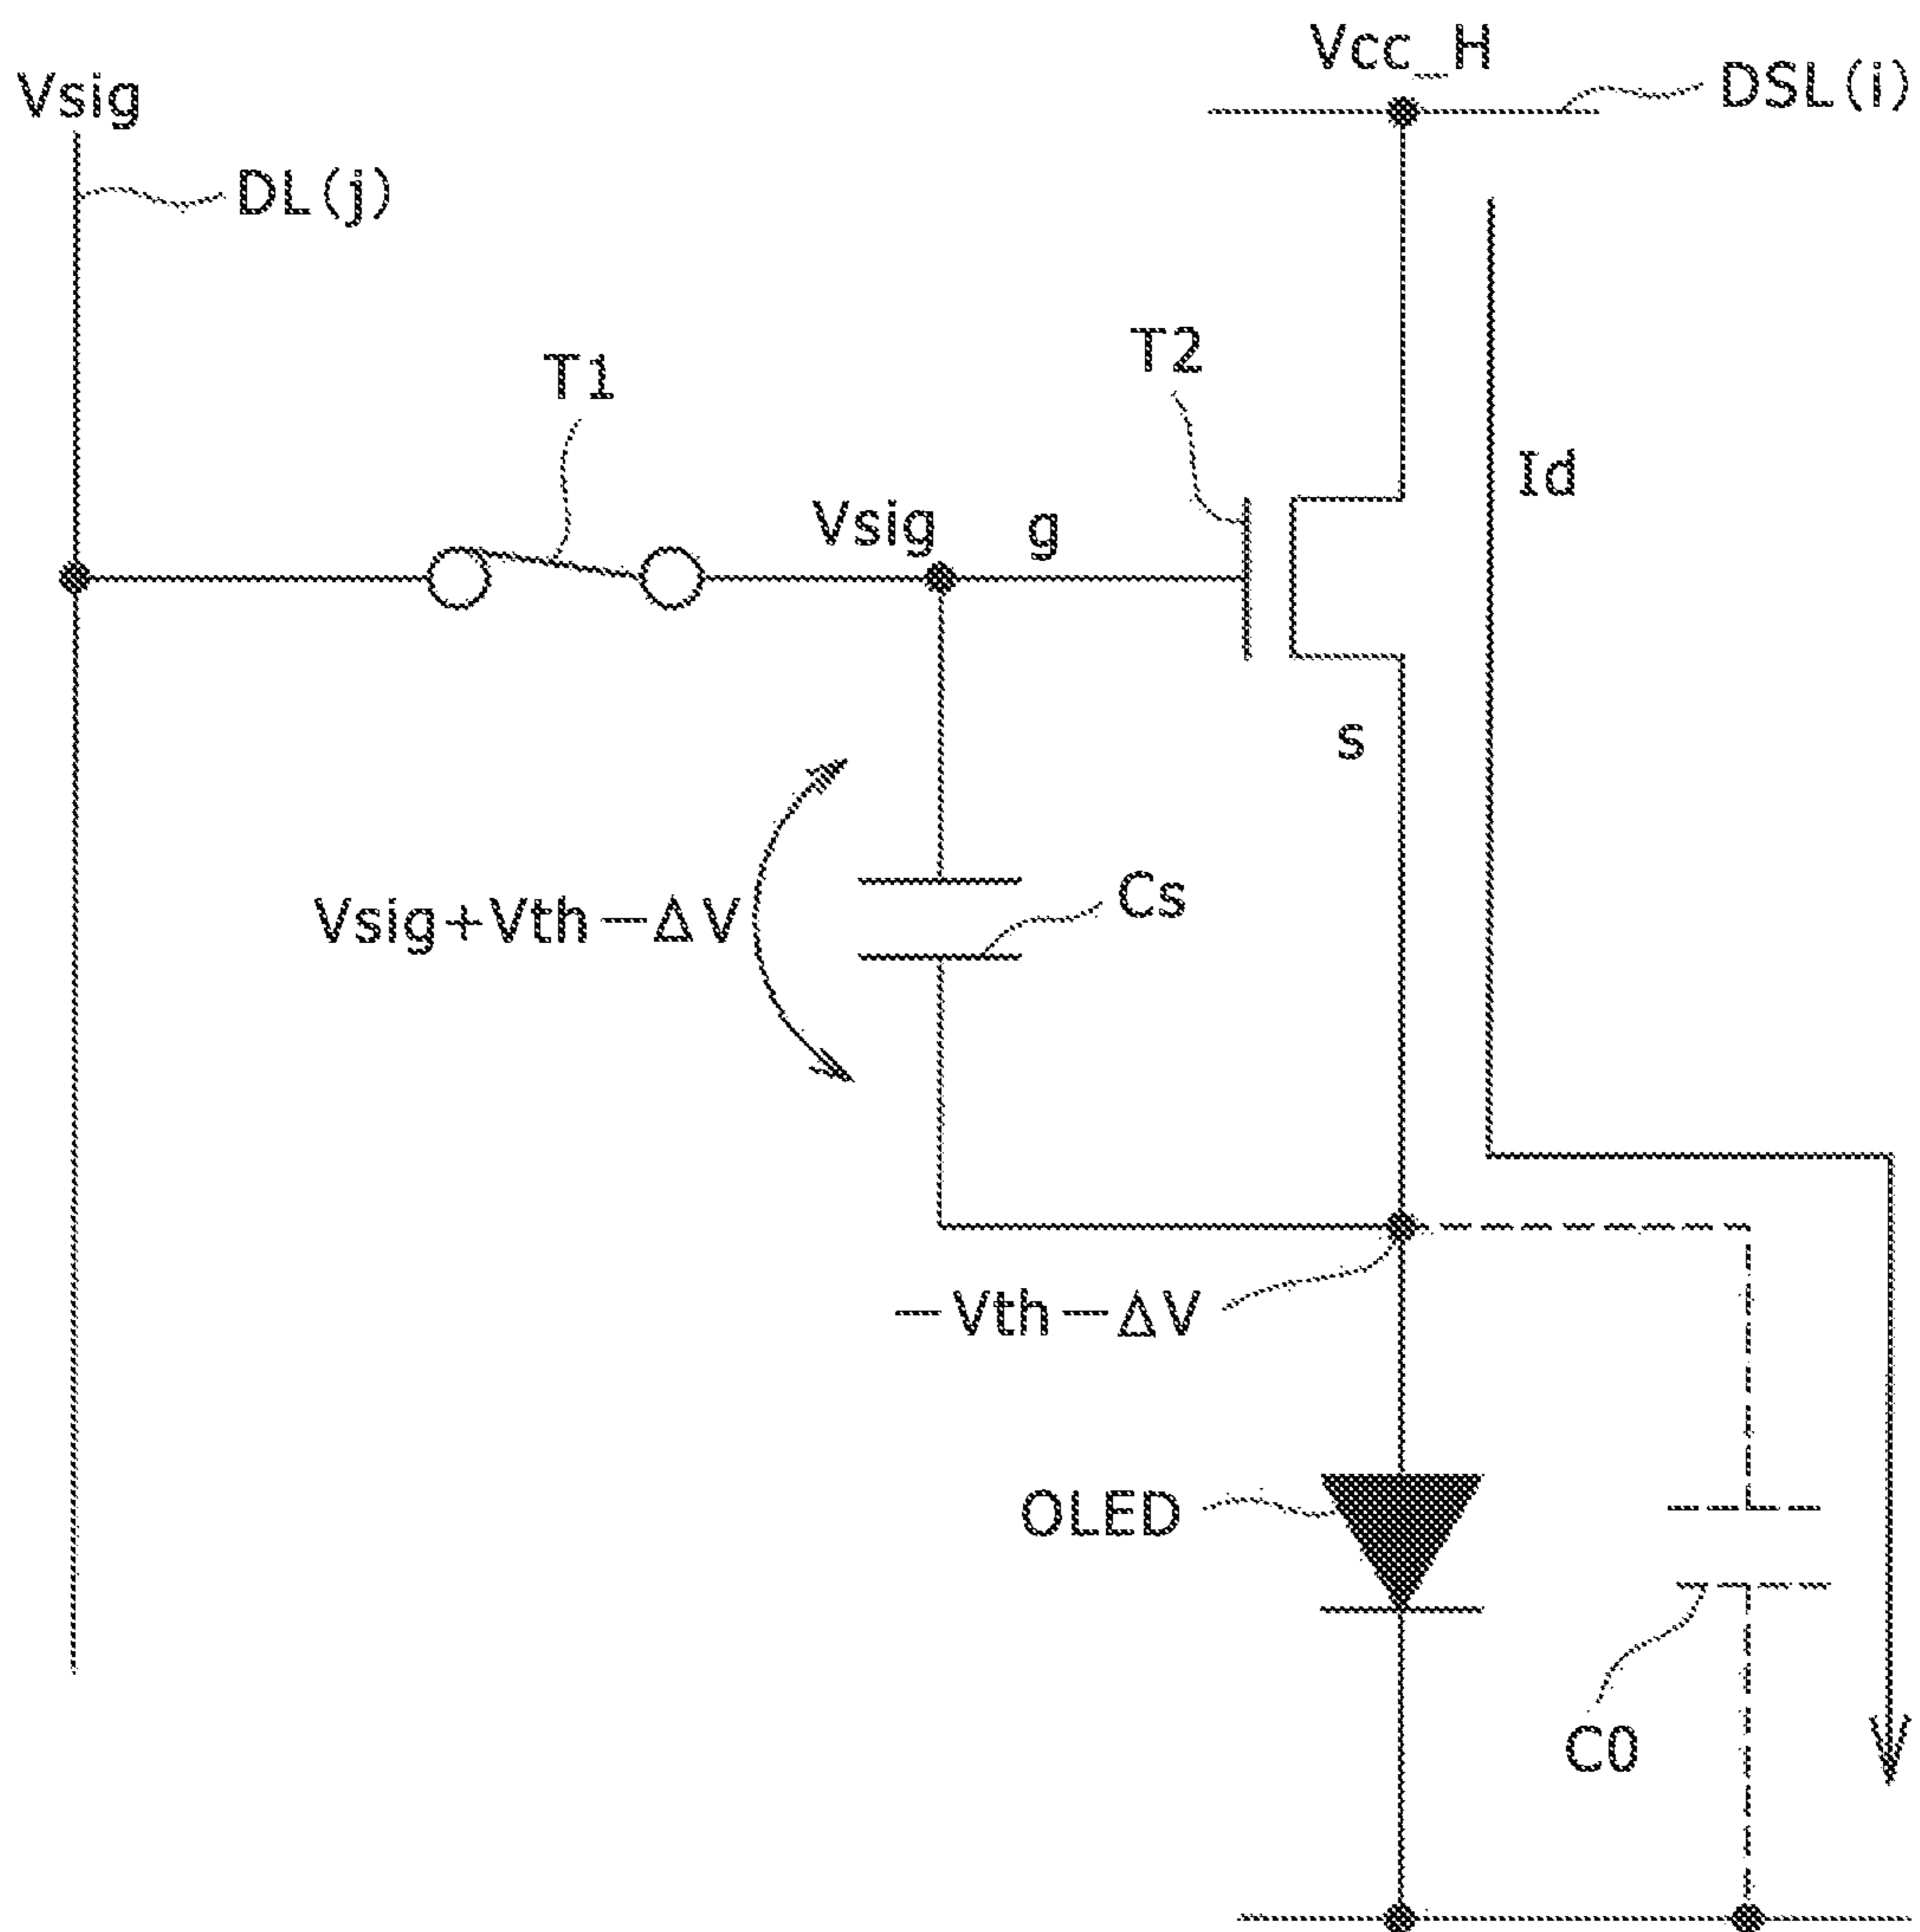 Vcc_H
Vsig
DSL(i)
DL(j)
T1
T2
Id
Vsig
g
s
Vsig+Vth−ΔV
Cs
−Vth−ΔV
OLED
C0